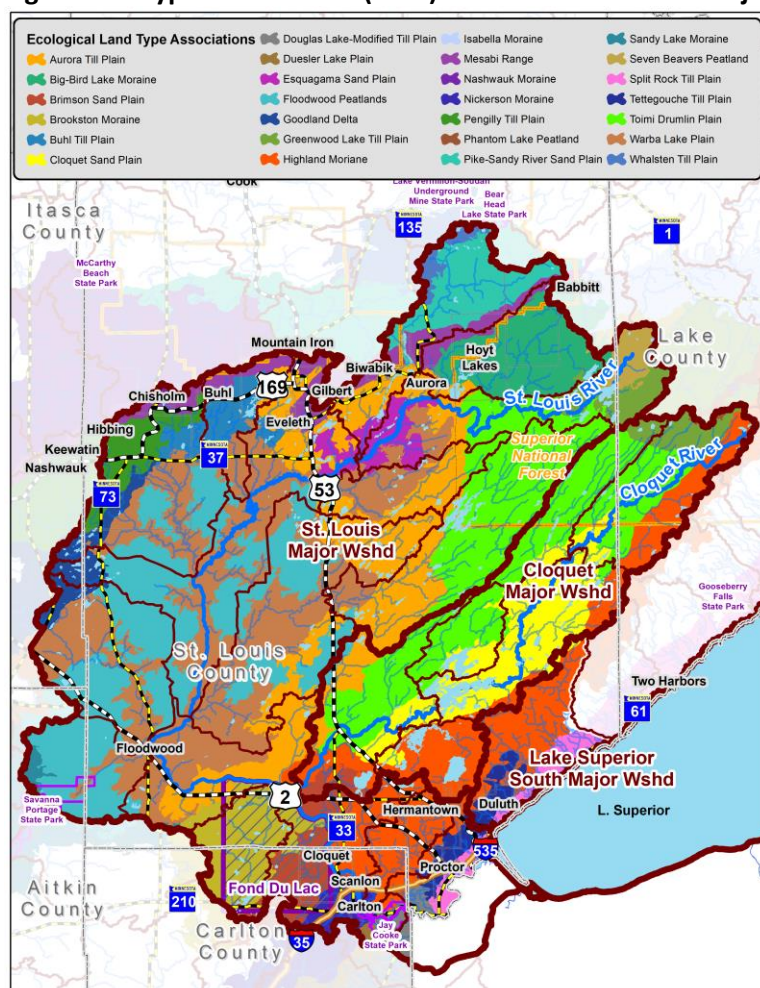 Ecological Land Type Associations
Aurora Till Plain
Big-Bird Lake Moraine
Brimson Sand Plain
Brookston Moraine
Buhl Till Plain
Cloquet Sand Plain
Douglas Lake-Modified Till Plain
Duesler Lake Plain
Esquagama Sand Plain
Floodwood Peatlands
Goodland Delta
Greenwood Lake Till Plain
Highland Moriane
Isabella Moraine
Mesabi Range
Nashwauk Moraine
Nickerson Moraine
Pengilly Till Plain
Phantom Lake Peatland
Pike-Sandy River Sand Plain
Sandy Lake Moraine
Seven Beavers Peatland
Split Rock Till Plain
Tettegouche Till Plain
Toimi Drumlin Plain
Warba Lake Plain
Whalsten Till Plain
Cook
Lake Vermilion-Soudan
Underground
Mine State Park
Bear
Head
Lake State Park
Itasca
County
135
1
McCarthy
Beach
State Park
Babbitt
Lake
County
Mountain Iron
Hoyt
Lakes
Biwabik
Aurora
Chisholm
Buhl
169
Gilbert
St. Louis River
Eveleth
Hibbing
Keewatin
Nashwauk
37
Superior
National
Forest
Cloquet River
73
53
St. Louis
Major Wshd
Cloquet
Major Wshd
Gooseberry
Falls
State Park
St. Louis
County
Two Harbors
61
Floodwood
Lake Superior
South Major Wshd
2
Hermantown
Duluth
L. Superior
Savanna
Portage
State Park
33
Cloquet
Proctor
535
Aitkin
County
Fond Du Lac
Scanlon
210
Carlton
Carlton
County
35
Jay
Cooke
State Park